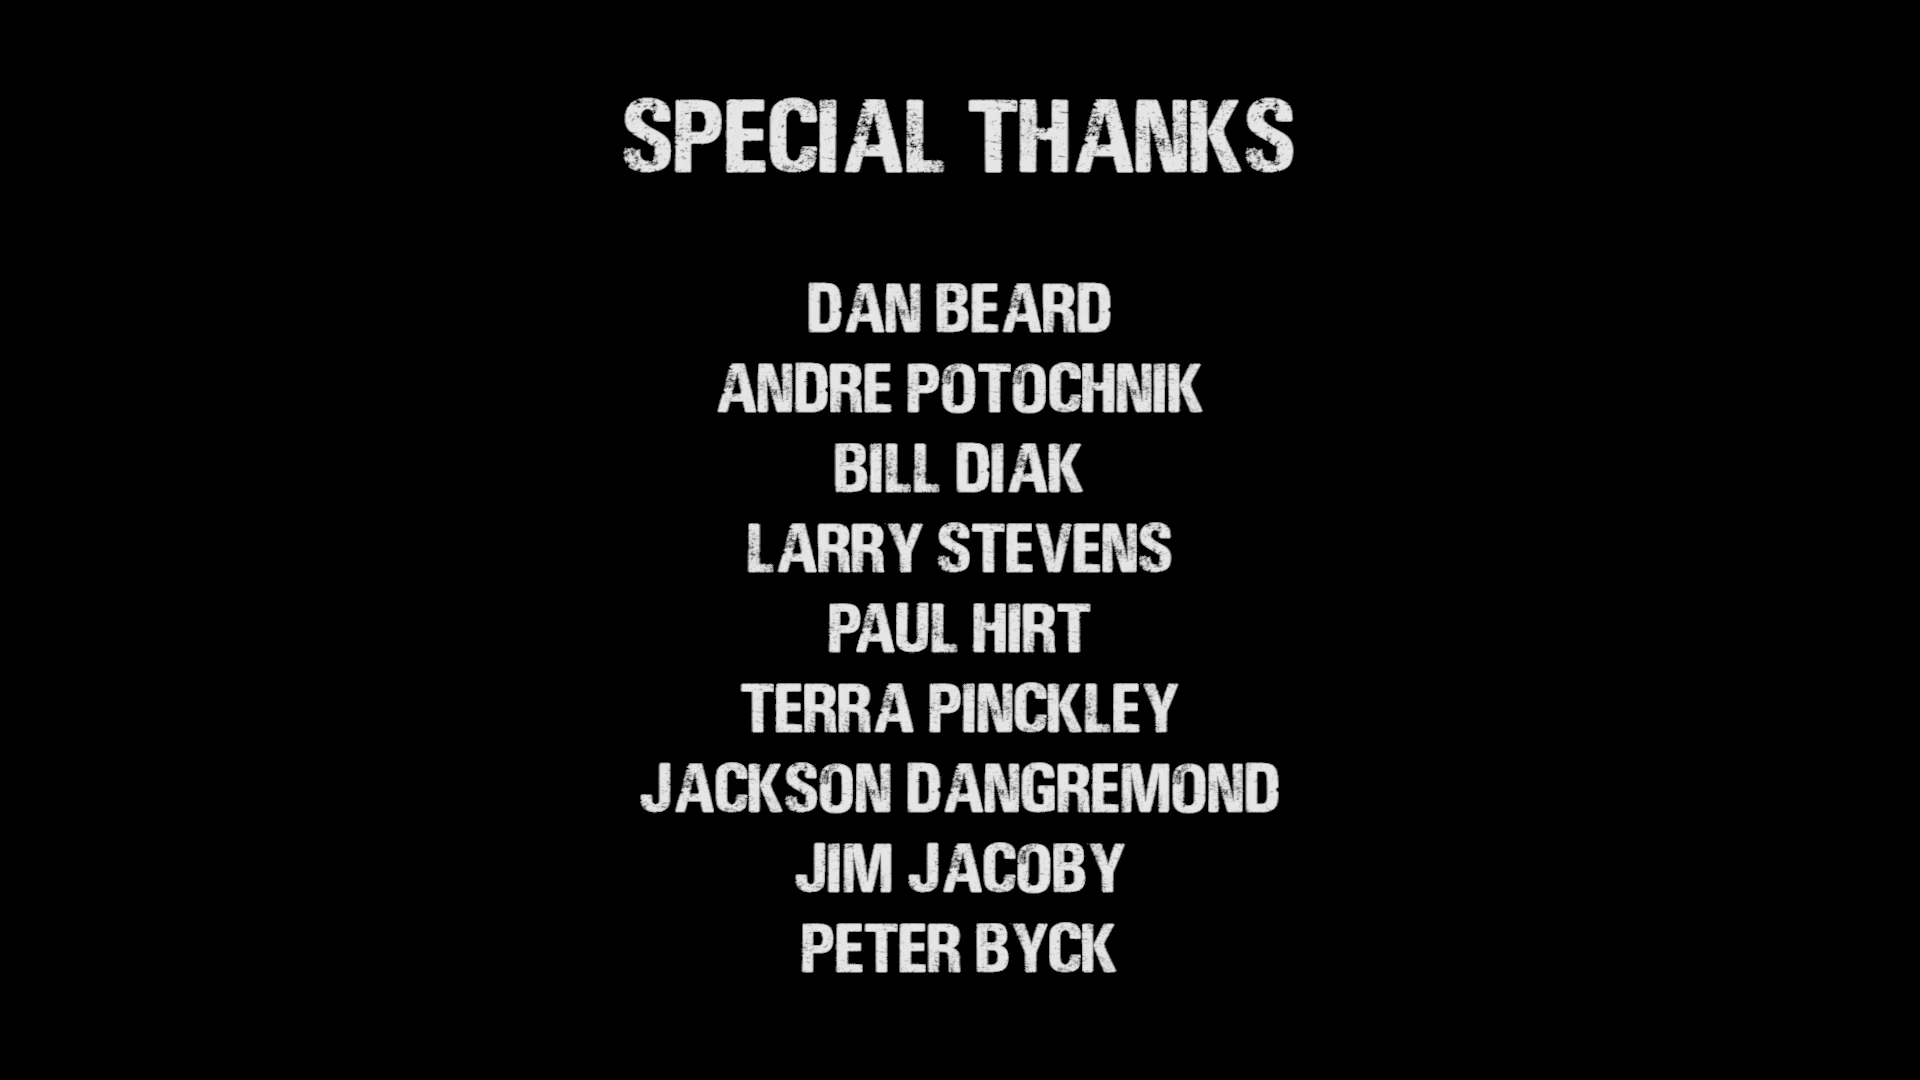 SPECIAL THANKS
DAN BEARD
ANDRE POTOCHNIK
BILL DIAK
LARRY STEVENS
PAUL HIRT
TERRA PINCKLEY
JACKSON DANGREMOND
JIM JACOBY
PETER BYCK